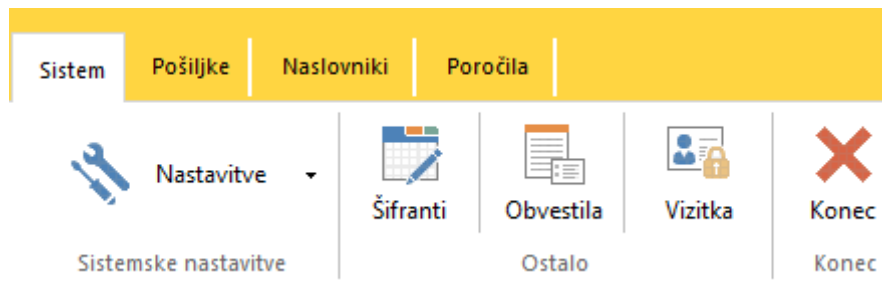 Sistem Pošiljke Naslovniki Poročila
Nastavitve
Šifranti Obvestila Vizitka Konec
Sistemske nastavitve Ostalo Konec